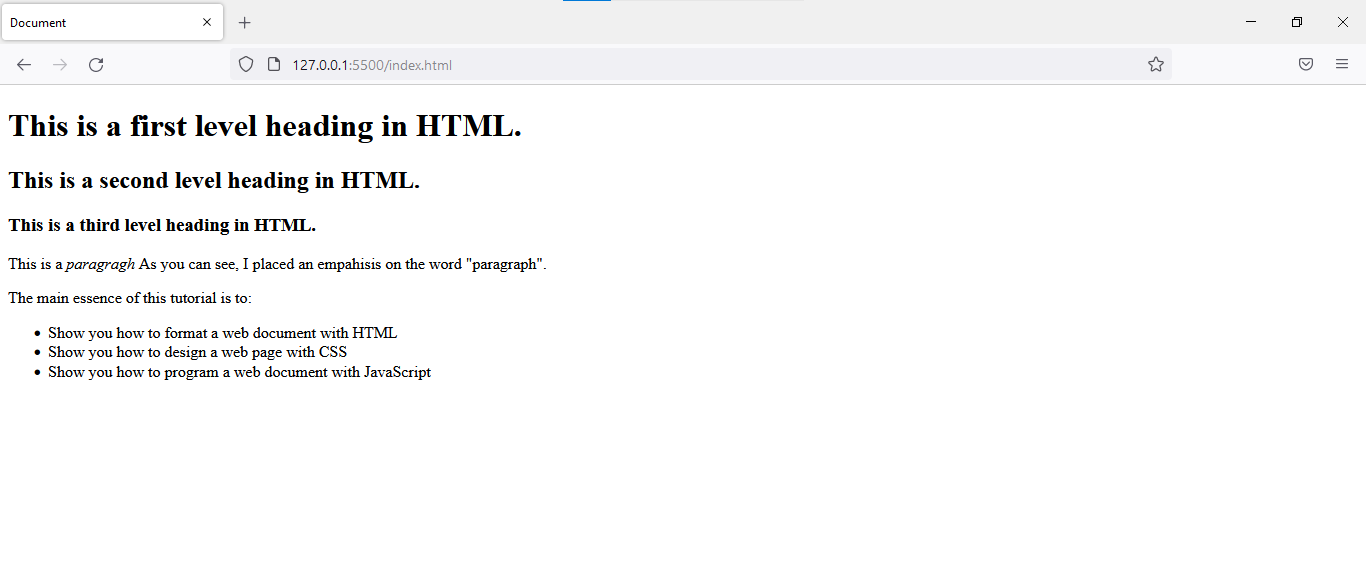 Document
127.0.0.1:5500/index.html
This is a first level heading in HTML.
This is a second level heading in HTML.
This is a third level heading in HTML.
This is a paragragh As you can see, I placed an empahisis on the word "paragraph".
The main essence of this tutorial is to:
• Show you how to format a web document with HTML
• Show you how to design a web page with CSS
• Show you how to program a web document with JavaScript